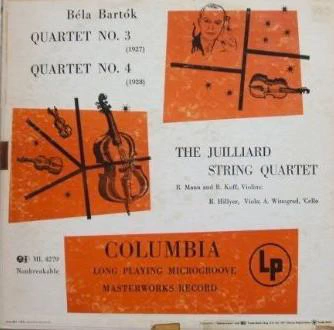 Béla Bartók
QUARTET NO. 3
(1927)
QUARTET NO. 4
(1928)
THE JUILLIARD
STRING QUARTET
R. Mann and R. Koff, Violins;
R. Hillyer, Viola; A. Winograd, 'Cello
ML 4279
Nonbreakable
COLUMBIA
LONG PLAYING MICROGROOVE
MASTERWORKS RECORD
LP